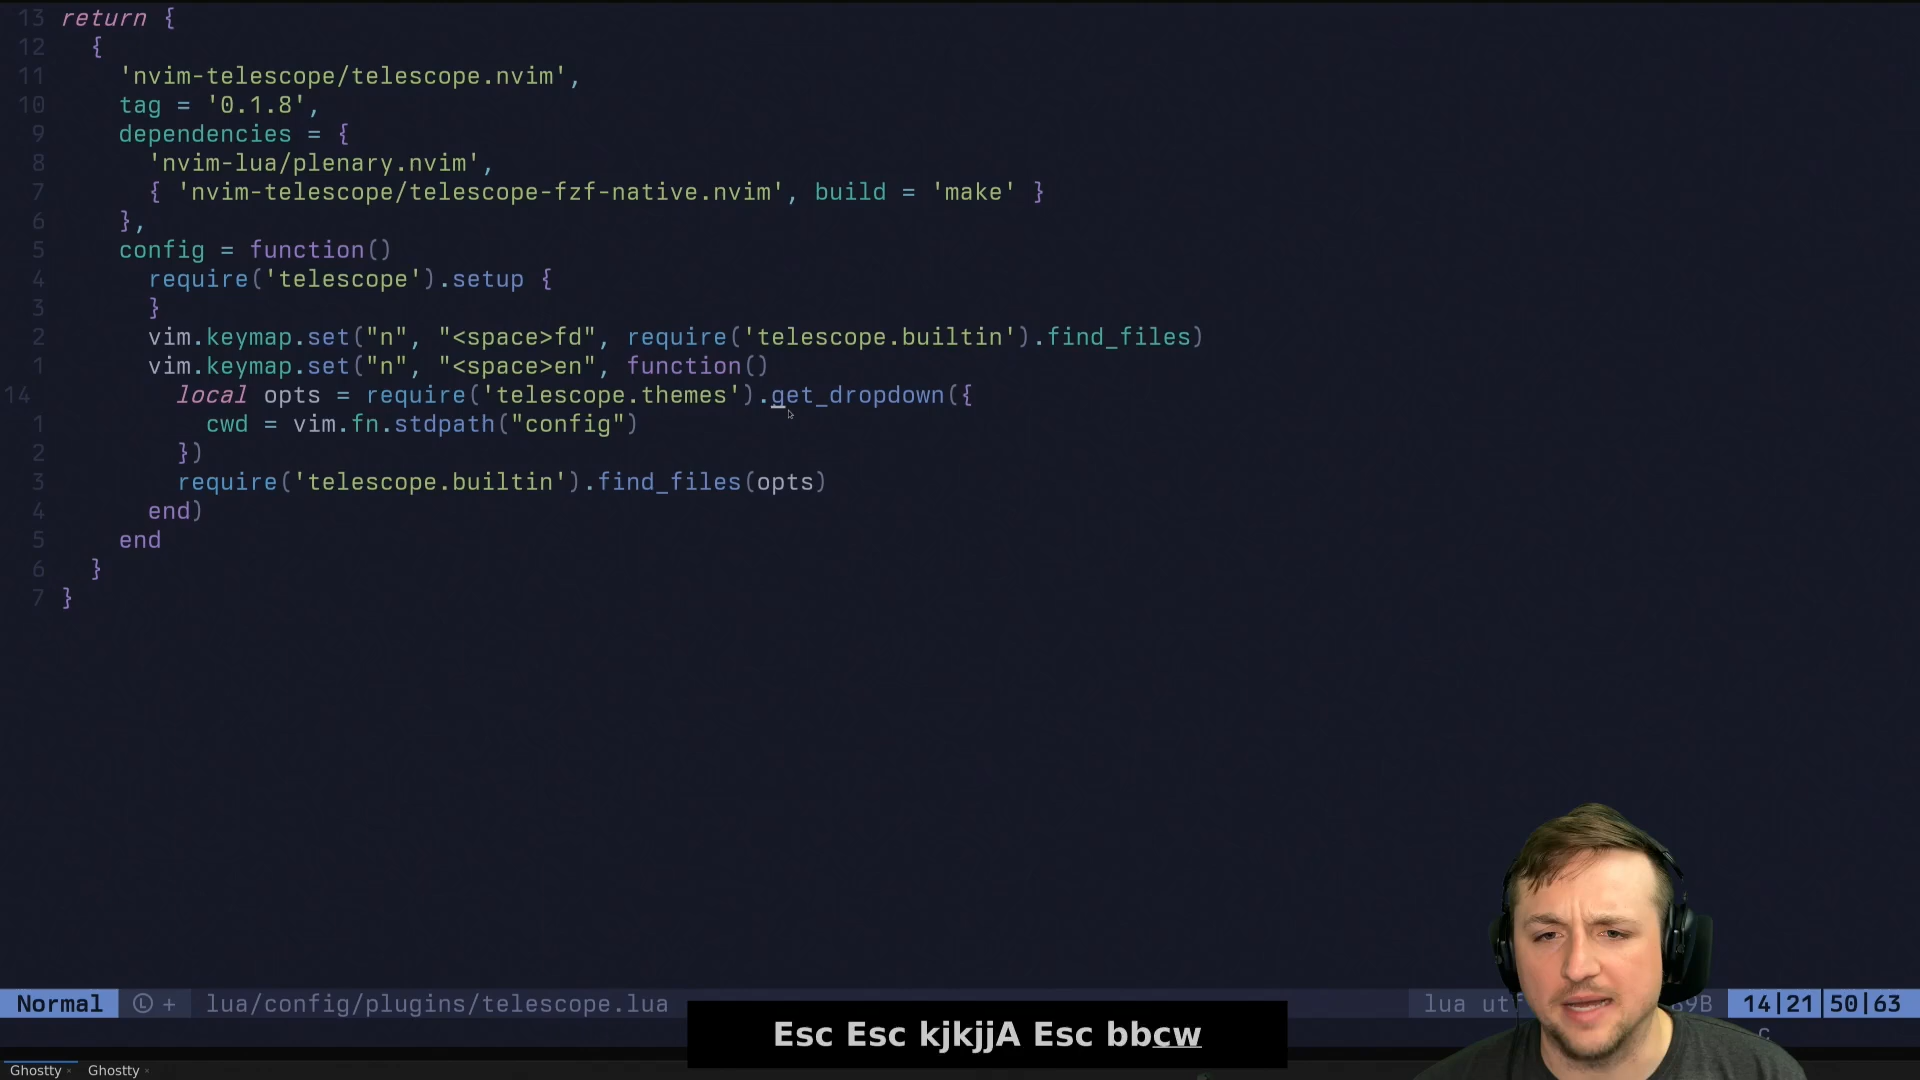 13 return {
12 {
11 'nvim-telescope/telescope.nvim',
10 tag = '0.1.8',
9 dependencies = {
8 'nvim-lua/plenary.nvim',
7 { 'nvim-telescope/telescope-fzf-native.nvim', build = 'make' }
6 },
5 config = function()
4 require('telescope').setup {
3 }
2 vim.keymap.set("n", "<space>fd", require('telescope.builtin').find_files)
1 vim.keymap.set("n", "<space>en", function()
14 local opts = require('telescope.themes').get_dropdown({
1 cwd = vim.fn.stdpath("config")
2 })
3 require('telescope.builtin').find_files(opts)
4 end)
5 end
6 }
7 }
Normal Ⓛ + lua/config/plugins/telescope.lua lua 14|21 50|63
Esc Esc kjkjjA Esc bbcw
Ghostty Ghostty